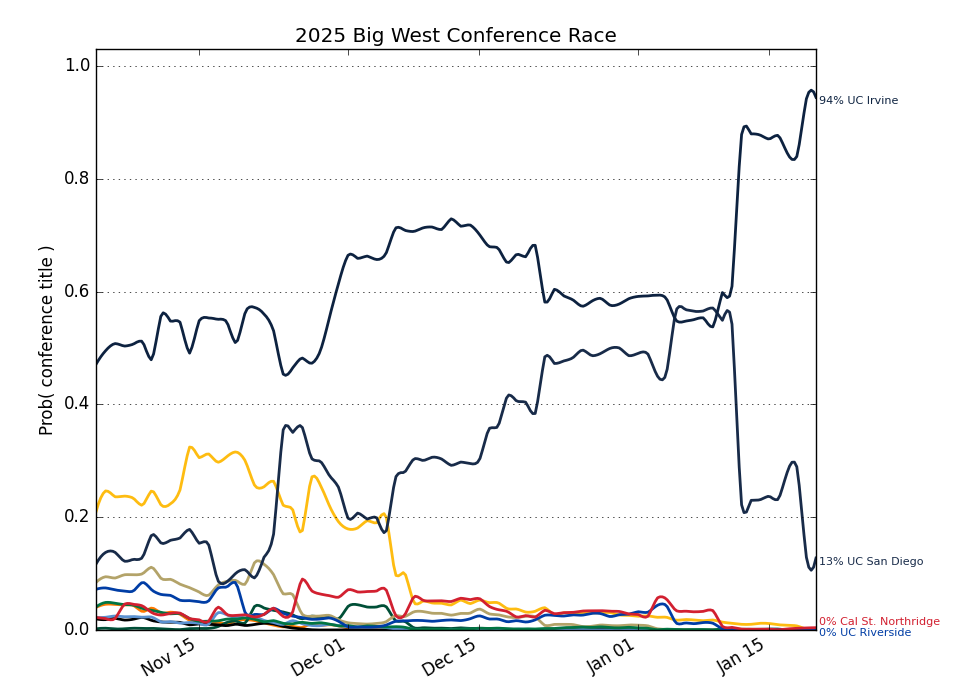 2025 Big West Conference Race
Prob( conference title )
1.0
0.8
0.6
0.4
0.2
0.0
Nov 15
Dec 01
Dec 15
Jan 01
Jan 15
94% UC Irvine
13% UC San Diego
0% Cal St. Northridge
0% UC Riverside